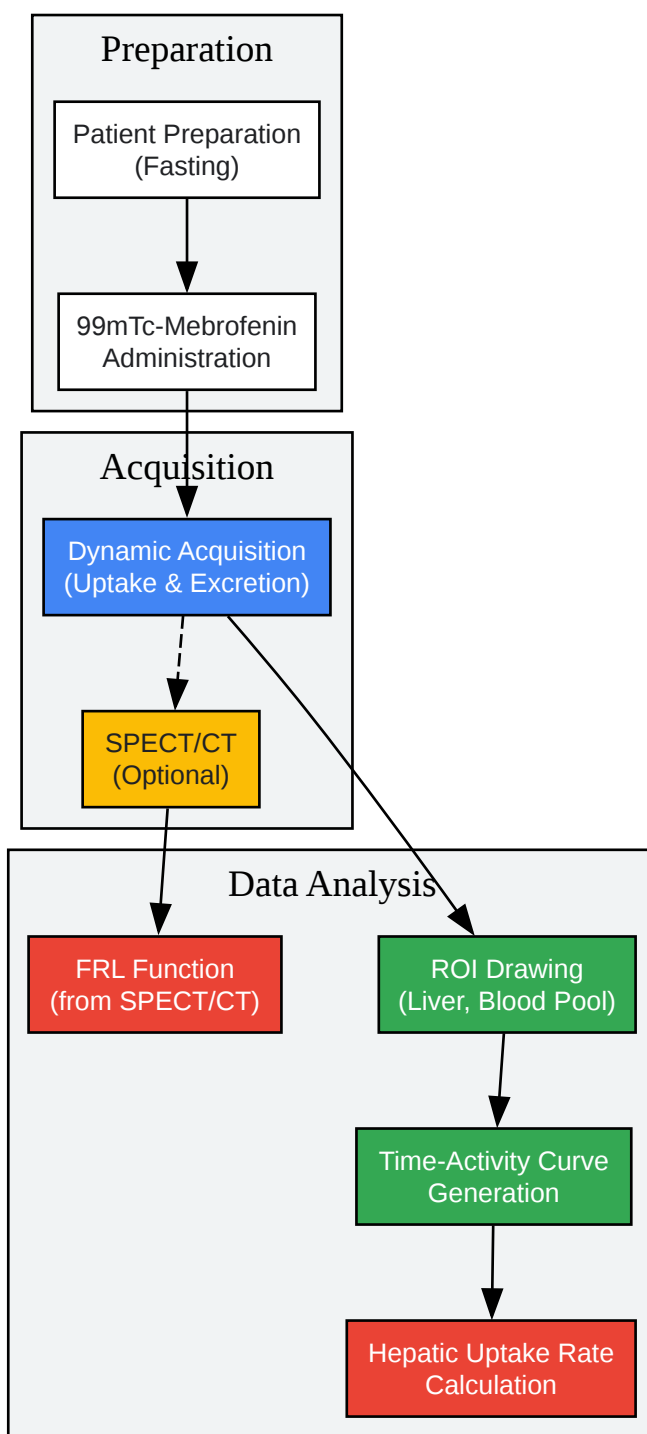 Preparation
Patient Preparation
(Fasting)
99mTc-Mebrofenin
Administration
Acquisition
Dynamic Acquisition
(Uptake & Excretion)
SPECT/CT
(Optional)
Data Analysis
FRL Function
(from SPECT/CT)
ROI Drawing
(Liver, Blood Pool)
Time-Activity Curve
Generation
Hepatic Uptake Rate
Calculation